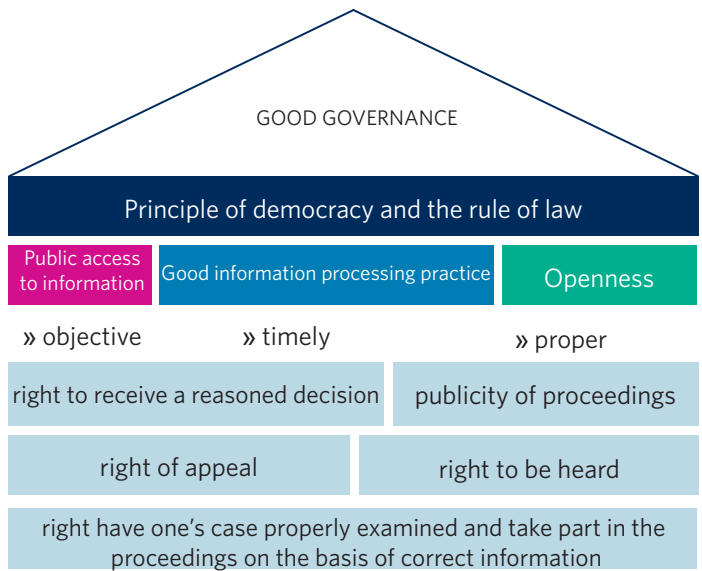 GOOD GOVERNANCE
Principle of democracy and the rule of law
Public access
to information
Good information processing practice
Openness
» objective
» timely
» proper
right to receive a reasoned decision
publicity of proceedings
right of appeal
right to be heard
right have one's case properly examined and take part in the
proceedings on the basis of correct information